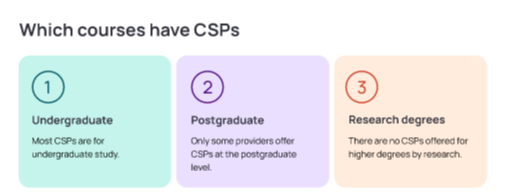 Which courses have CSPs
1
Undergraduate
Most CSPs are for
undergraduate study.
2
Postgraduate
Only some providers offer
CSPs at the postgraduate
level.
3
Research degrees
There are no CSPs offered for
higher degrees by research.